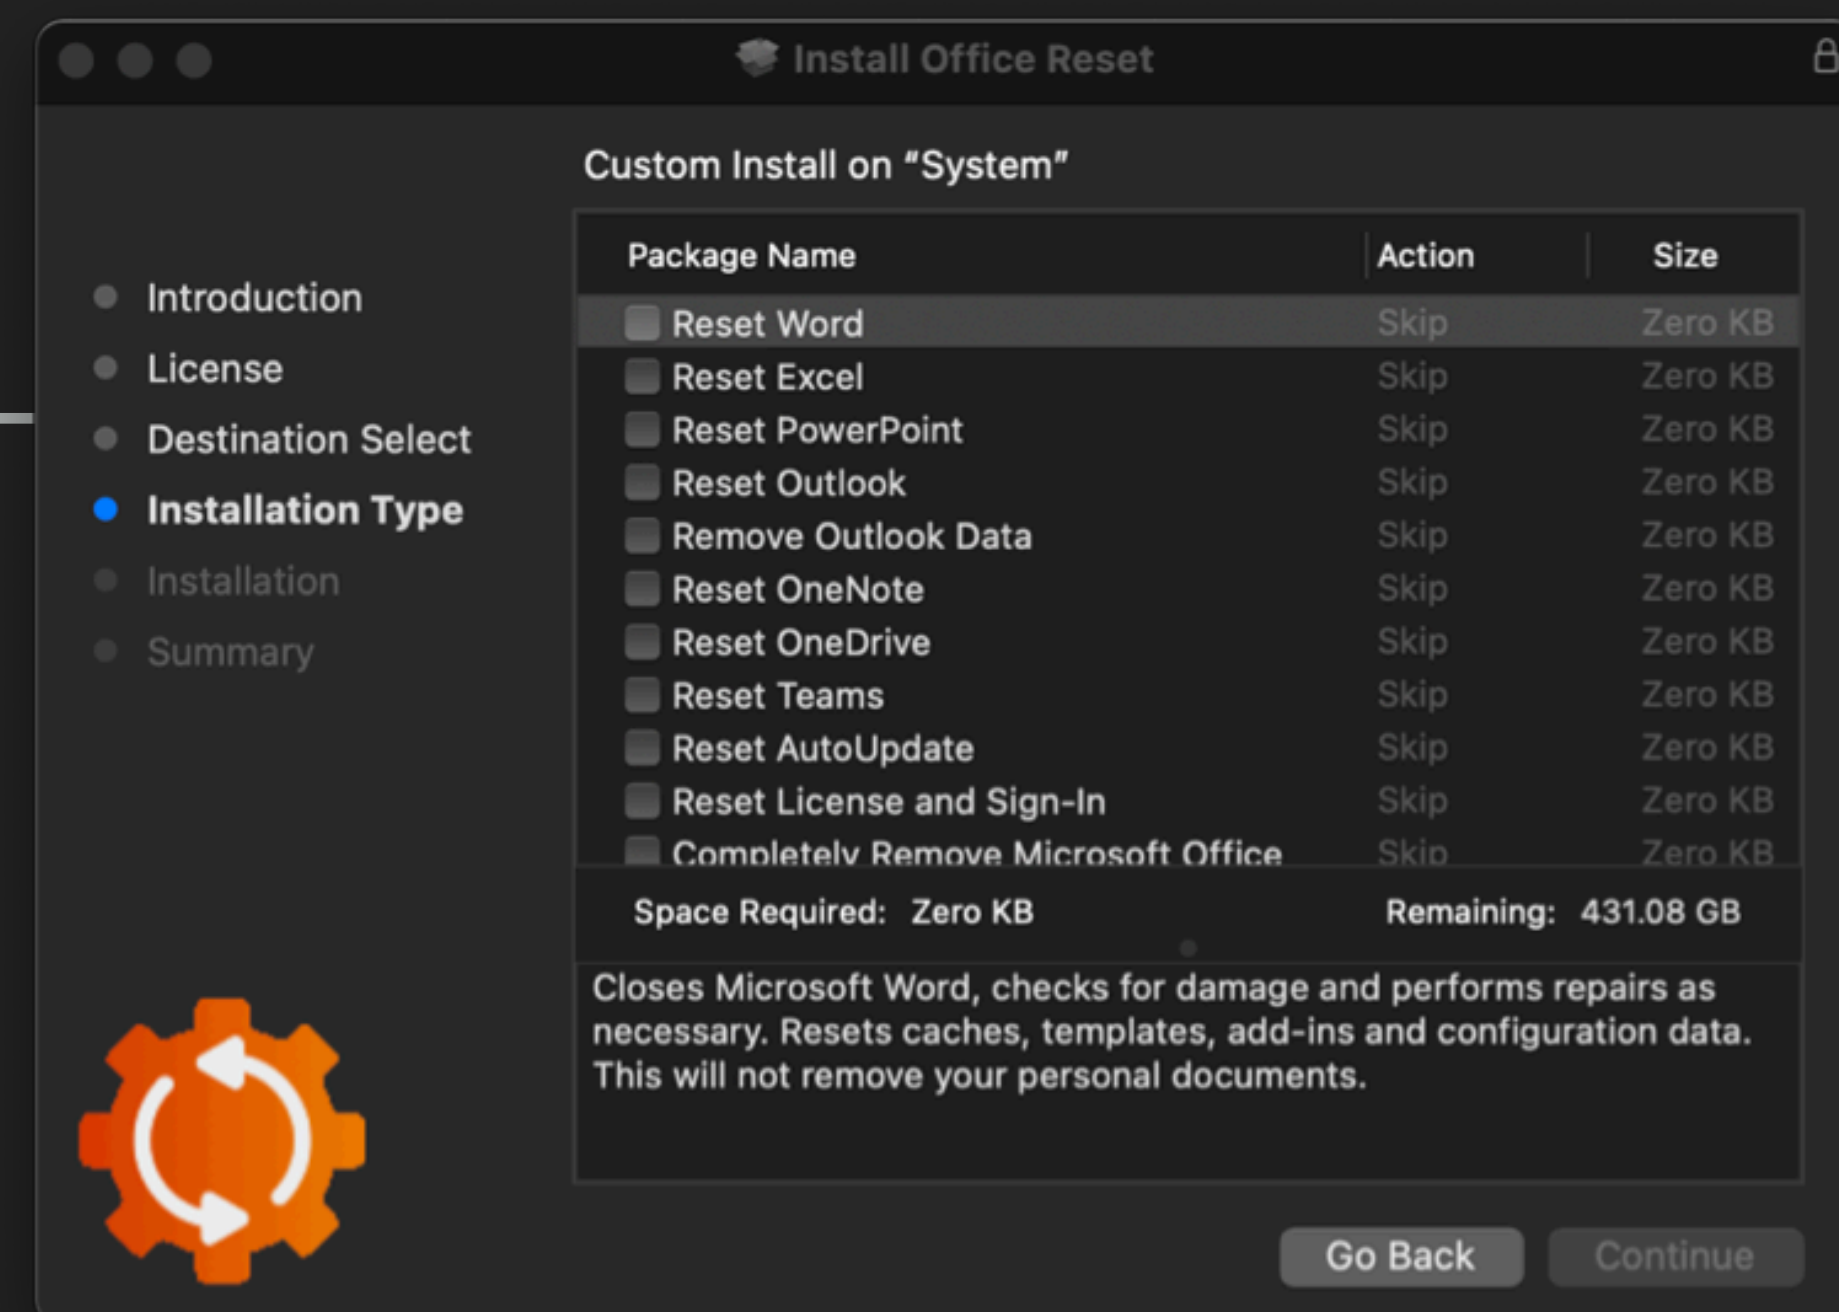 Install Office Reset
Custom Install on “System”
Introduction
License
Destination Select
Installation Type
Installation
Summary
Package Name Action Size
Reset Word Skip Zero KB
Reset Excel Skip Zero KB
Reset PowerPoint Skip Zero KB
Reset Outlook Skip Zero KB
Remove Outlook Data Skip Zero KB
Reset OneNote Skip Zero KB
Reset OneDrive Skip Zero KB
Reset Teams Skip Zero KB
Reset AutoUpdate Skip Zero KB
Reset License and Sign-In Skip Zero KB
Completely Remove Microsoft Office Skip Zero KB
Space Required: Zero KB Remaining: 431.08 GB
Closes Microsoft Word, checks for damage and performs repairs as
necessary. Resets caches, templates, add-ins and configuration data.
This will not remove your personal documents.
Go Back Continue